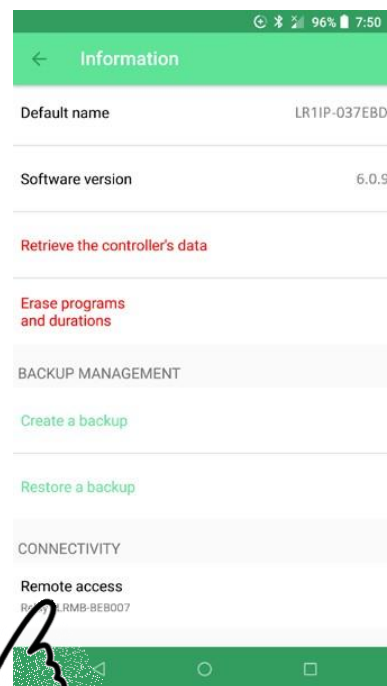 96% 7:50
Information
Default name LR1IP-037EBD
Software version 6.0.9
Retrieve the controller's data
Erase programs
and durations
BACKUP MANAGEMENT
Create a backup
Restore a backup
CONNECTIVITY
Remote access
LRMB-8EB007